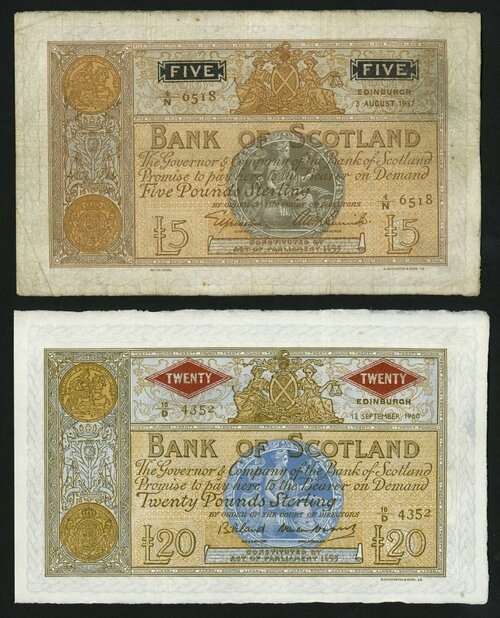 FIVE FIVE
4/N 6518
EDINBURGH
3 AUGUST 1937
BANK OF SCOTLAND
The Governor & Company of the Bank of Scotland
Promise to pay here to the Bearer on Demand
Five Pounds Sterling
BY ORDER OF THE COURT OF DIRECTORS
4/N 6518
£5 £5
CONSTITUTED BY
ACT OF PARLIAMENT 1695
TWENTY TWENTY
19/D 4352
EDINBURGH
12 SEPTEMBER 1960
BANK OF SCOTLAND
The Governor & Company of the Bank of Scotland
Promise to pay here to the Bearer on Demand
Twenty Pounds Sterling
BY ORDER OF THE COURT OF DIRECTORS
19/D 4352
£20 £20
CONSTITUTED BY
ACT OF PARLIAMENT 1695